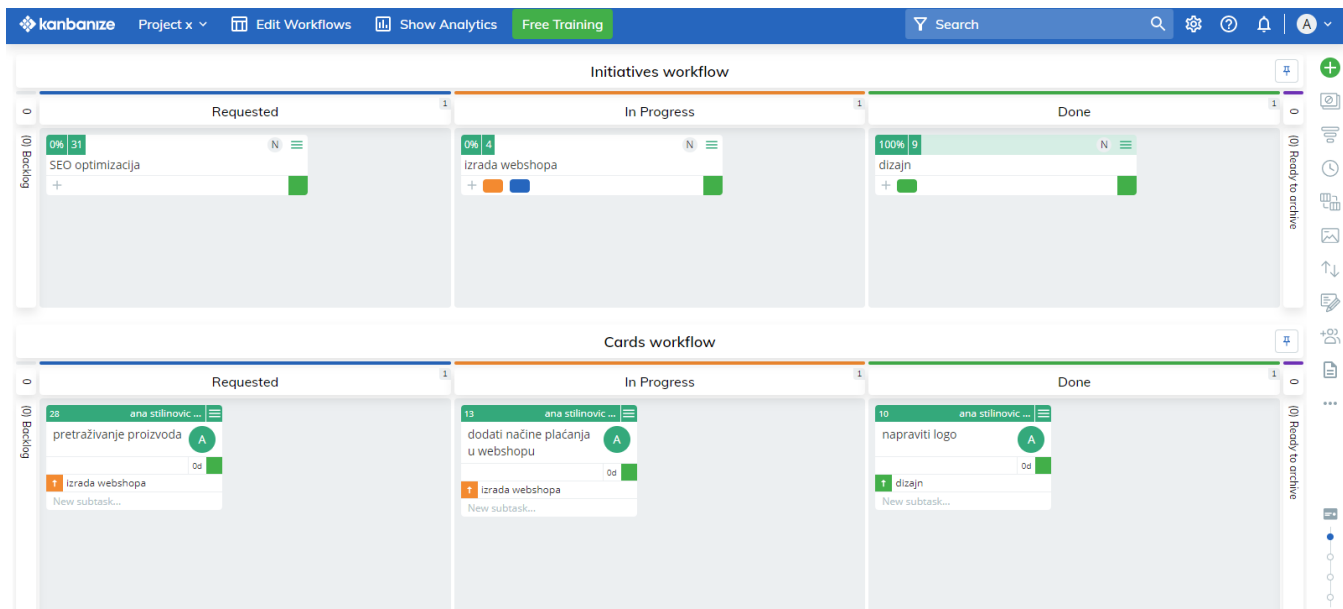 kanbanize Project x Edit Workflows Show Analytics Free Training Search A
Initiatives workflow
0 Requested 1 In Progress 1 Done 1 0
(0) Backlog
(0) Ready to archive
0% 31 N
SEO optimizacija
0% 4 N
izrada webshopa
100% 9 N
dizajn
Cards workflow
0 Requested 1 In Progress 1 Done 1 0
(0) Backlog
(0) Ready to archive
28 ana stilinovic ...
pretraživanje proizvoda A
0d
izrada webshopa
New subtask...
13 ana stilinovic ...
dodati načine plaćanja
u webshopu A
0d
izrada webshopa
New subtask...
10 ana stilinovic ...
napraviti logo A
0d
dizajn
New subtask...